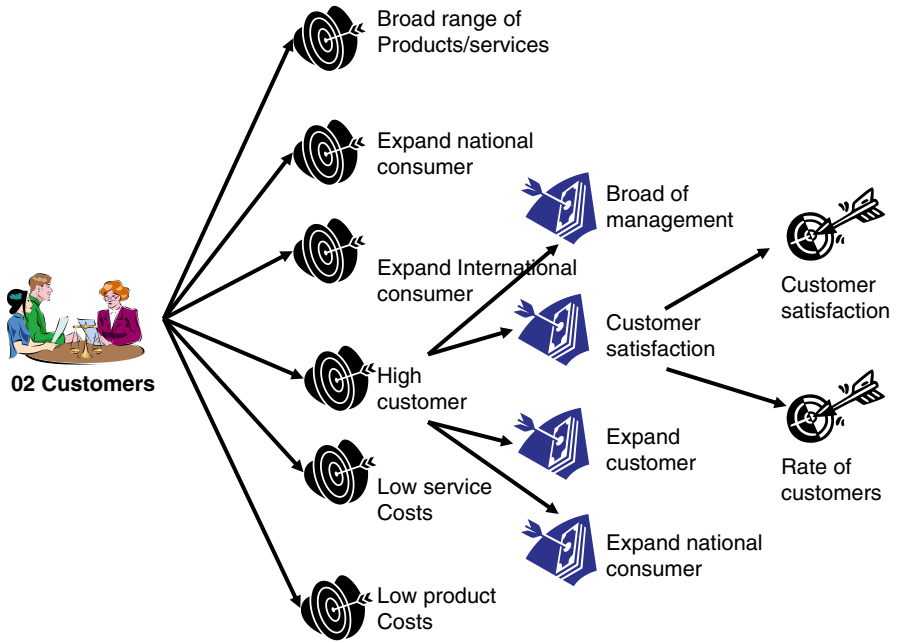 Broad range of
Products/services
Expand national
consumer
Expand International
consumer
High
customer
Low service
Costs
Low product
Costs
02 Customers
Broad of
management
Customer
satisfaction
Expand
customer
Expand national
consumer
Customer
satisfaction
Rate of
customers